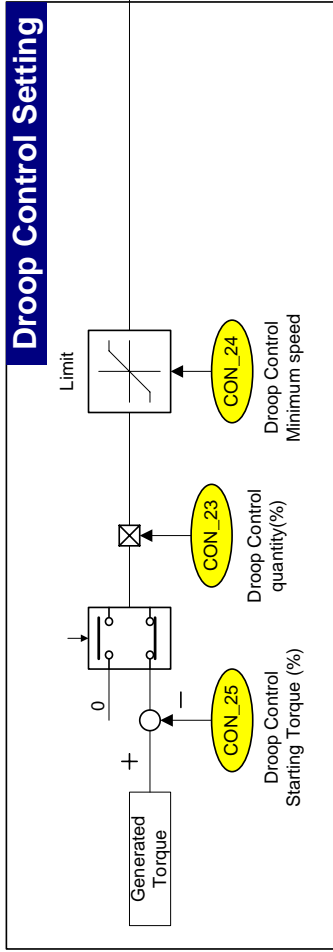 Droop Control Setting
Limit
0
+
−
Generated
Torque
CON_25
Droop Control
Starting Torque (%)
CON_23
Droop Control
quantity(%)
CON_24
Droop Control
Minimum speed